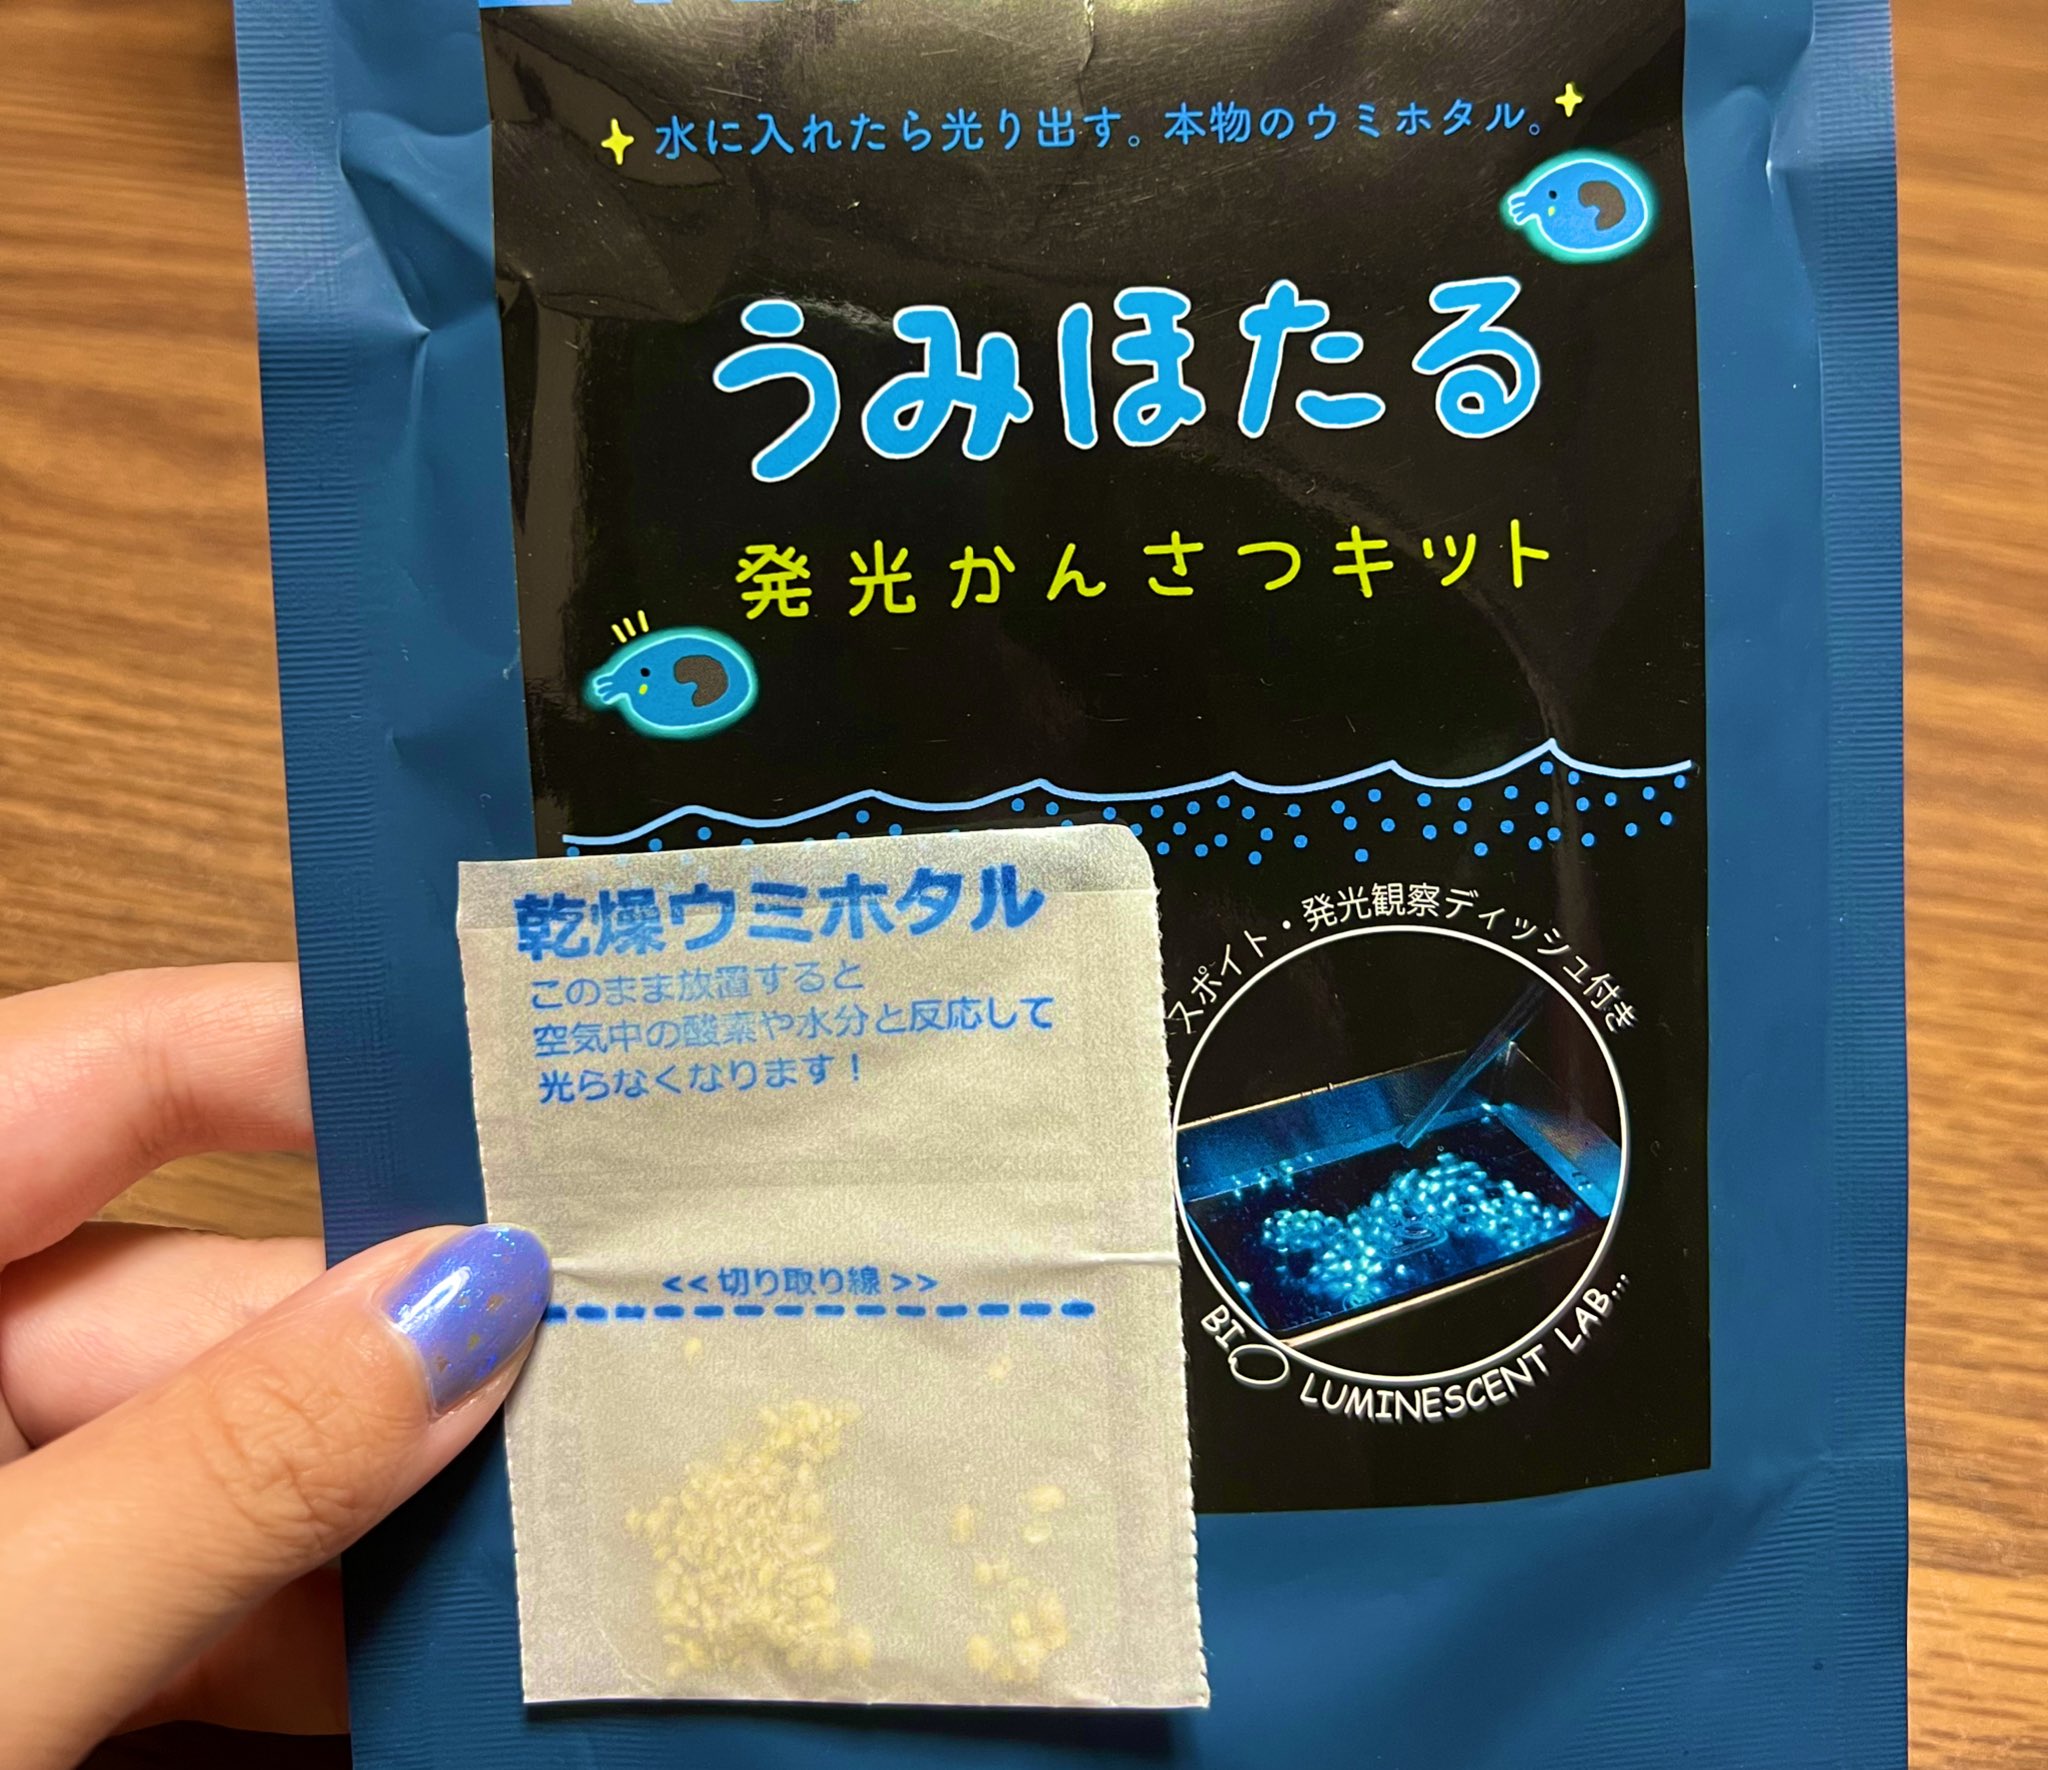 水に入れたら光り出す。本物のウミホタル。
うみほたる
発光かんさつキット
スポイト・発光観察ディッシュ付き
BIO LUMINESCENT LAB...
乾燥ウミホタル
このまま放置すると
空気中の酸素や水分と反応して
光らなくなります!
<<切り取り線>>